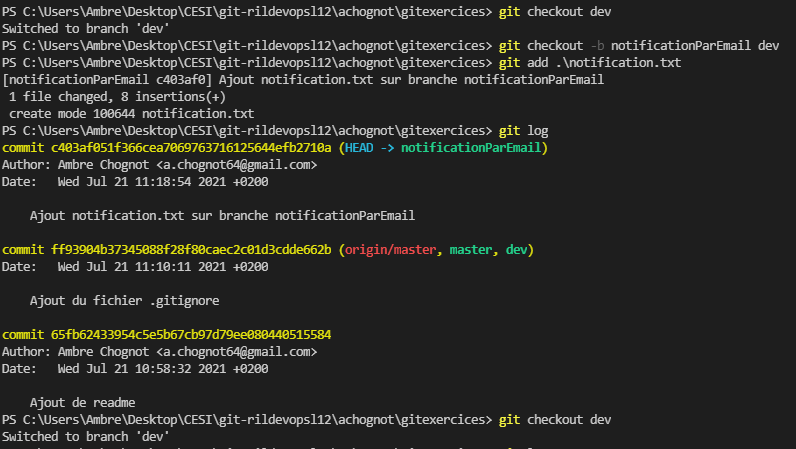 PS C:\Users\Ambre\Desktop\CESI\git-rildevopsl12\achognot\gitexercices> git checkout dev
Switched to branch 'dev'
PS C:\Users\Ambre\Desktop\CESI\git-rildevopsl12\achognot\gitexercices> git checkout -b notificationParEmail dev
PS C:\Users\Ambre\Desktop\CESI\git-rildevopsl12\achognot\gitexercices> git add .\notification.txt
[notificationParEmail c403af0] Ajout notification.txt sur branche notificationParEmail
 1 file changed, 8 insertions(+)
 create mode 100644 notification.txt
PS C:\Users\Ambre\Desktop\CESI\git-rildevopsl12\achognot\gitexercices> git log
commit c403af051f366cea7069763716125644efb2710a (HEAD -> notificationParEmail)
Author: Ambre Chognot <a.chognot64@gmail.com>
Date:   Wed Jul 21 11:18:54 2021 +0200

    Ajout notification.txt sur branche notificationParEmail

commit ff93904b37345088f28f80caec2c01d3cdde662b (origin/master, master, dev)
Date:   Wed Jul 21 11:10:11 2021 +0200

    Ajout du fichier .gitignore

commit 65fb62433954c5e5b67cb97d79ee080440515584
Author: Ambre Chognot <a.chognot64@gmail.com>
Date:   Wed Jul 21 10:58:32 2021 +0200

    Ajout de readme
PS C:\Users\Ambre\Desktop\CESI\git-rildevopsl12\achognot\gitexercices> git checkout dev
Switched to branch 'dev'